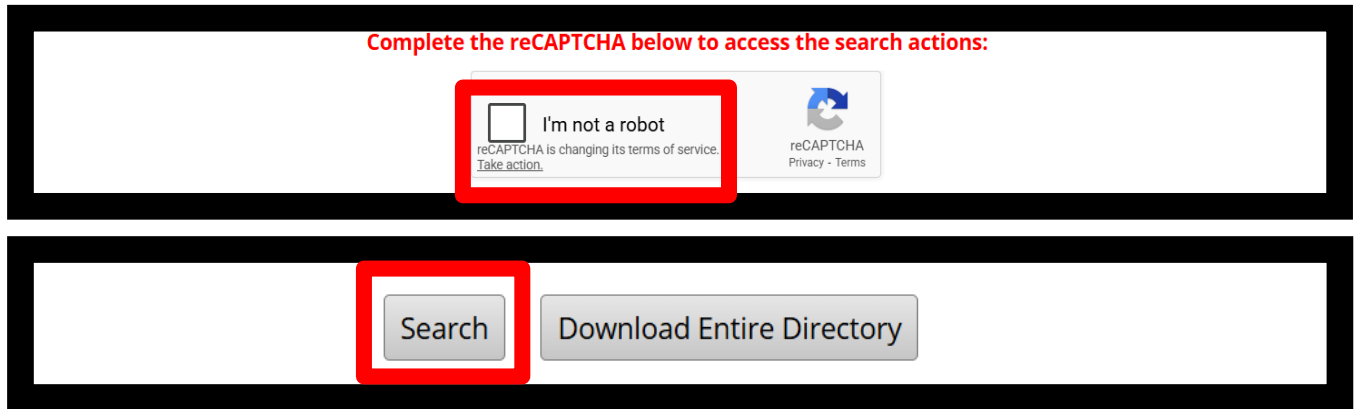 Complete the reCAPTCHA below to access the search actions:
I'm not a robot
reCAPTCHA is changing its terms of service.
Take action.
reCAPTCHA
Privacy - Terms
Search
Download Entire Directory